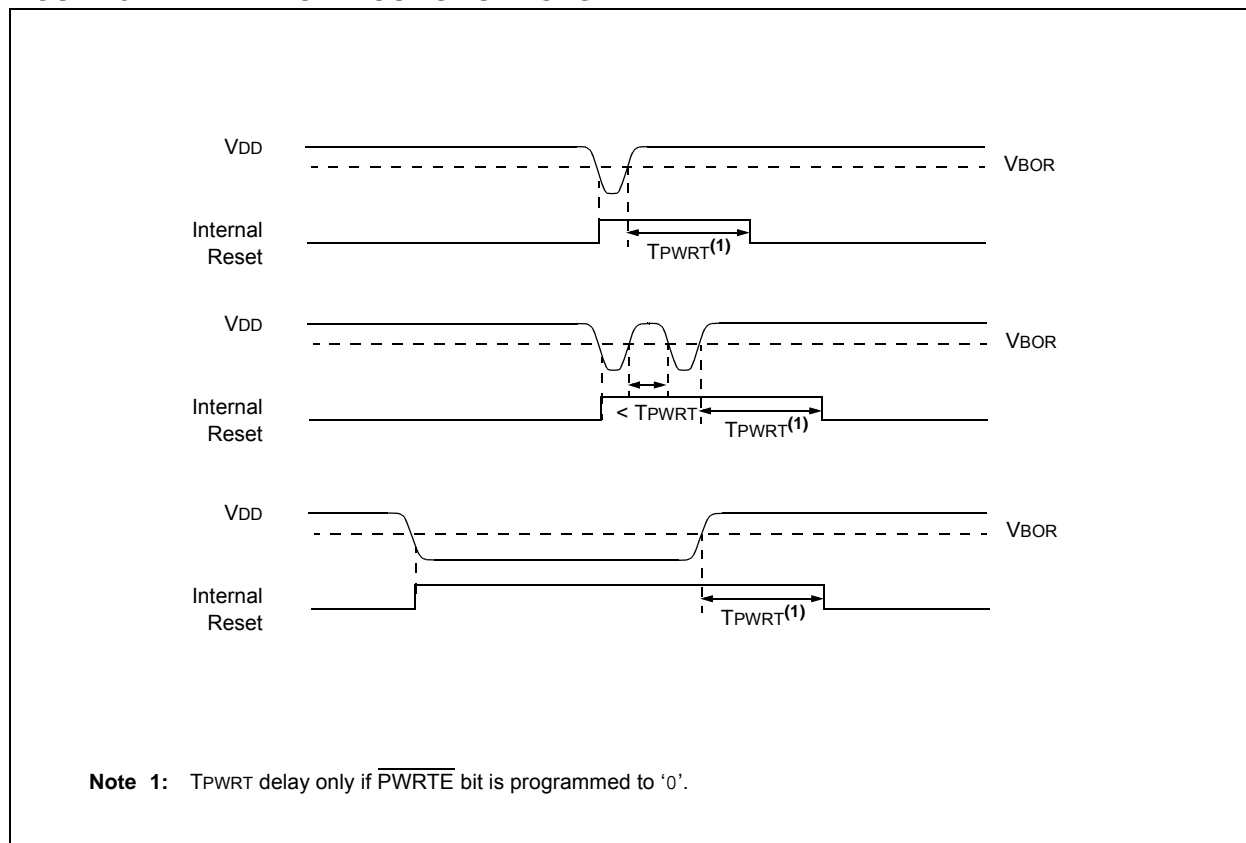 VDD
VBOR
Internal
Reset
TPWRT(1)
VDD
VBOR
Internal
Reset
< TPWRT
TPWRT(1)
VDD
VBOR
Internal
Reset
TPWRT(1)
Note 1: TPWRT delay only if PWRTE bit is programmed to ‘0’.